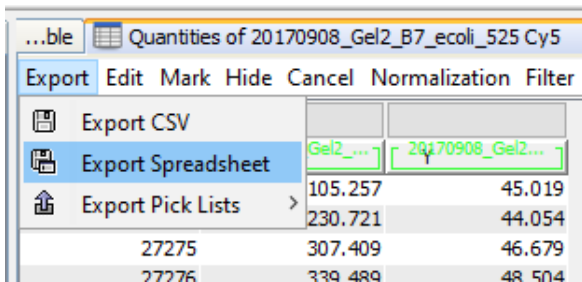 ...ble Quantities of 20170908_Gel2_B7_ecoli_525 Cy5
Export Edit Mark Hide Cancel Normalization Filter
Export CSV
Export Spreadsheet Gel2_... 20170908_Gel2...
105.257 45.019
Export Pick Lists > 230.721 44.054
27275 307.409 46.679
27276 339.489 48.504